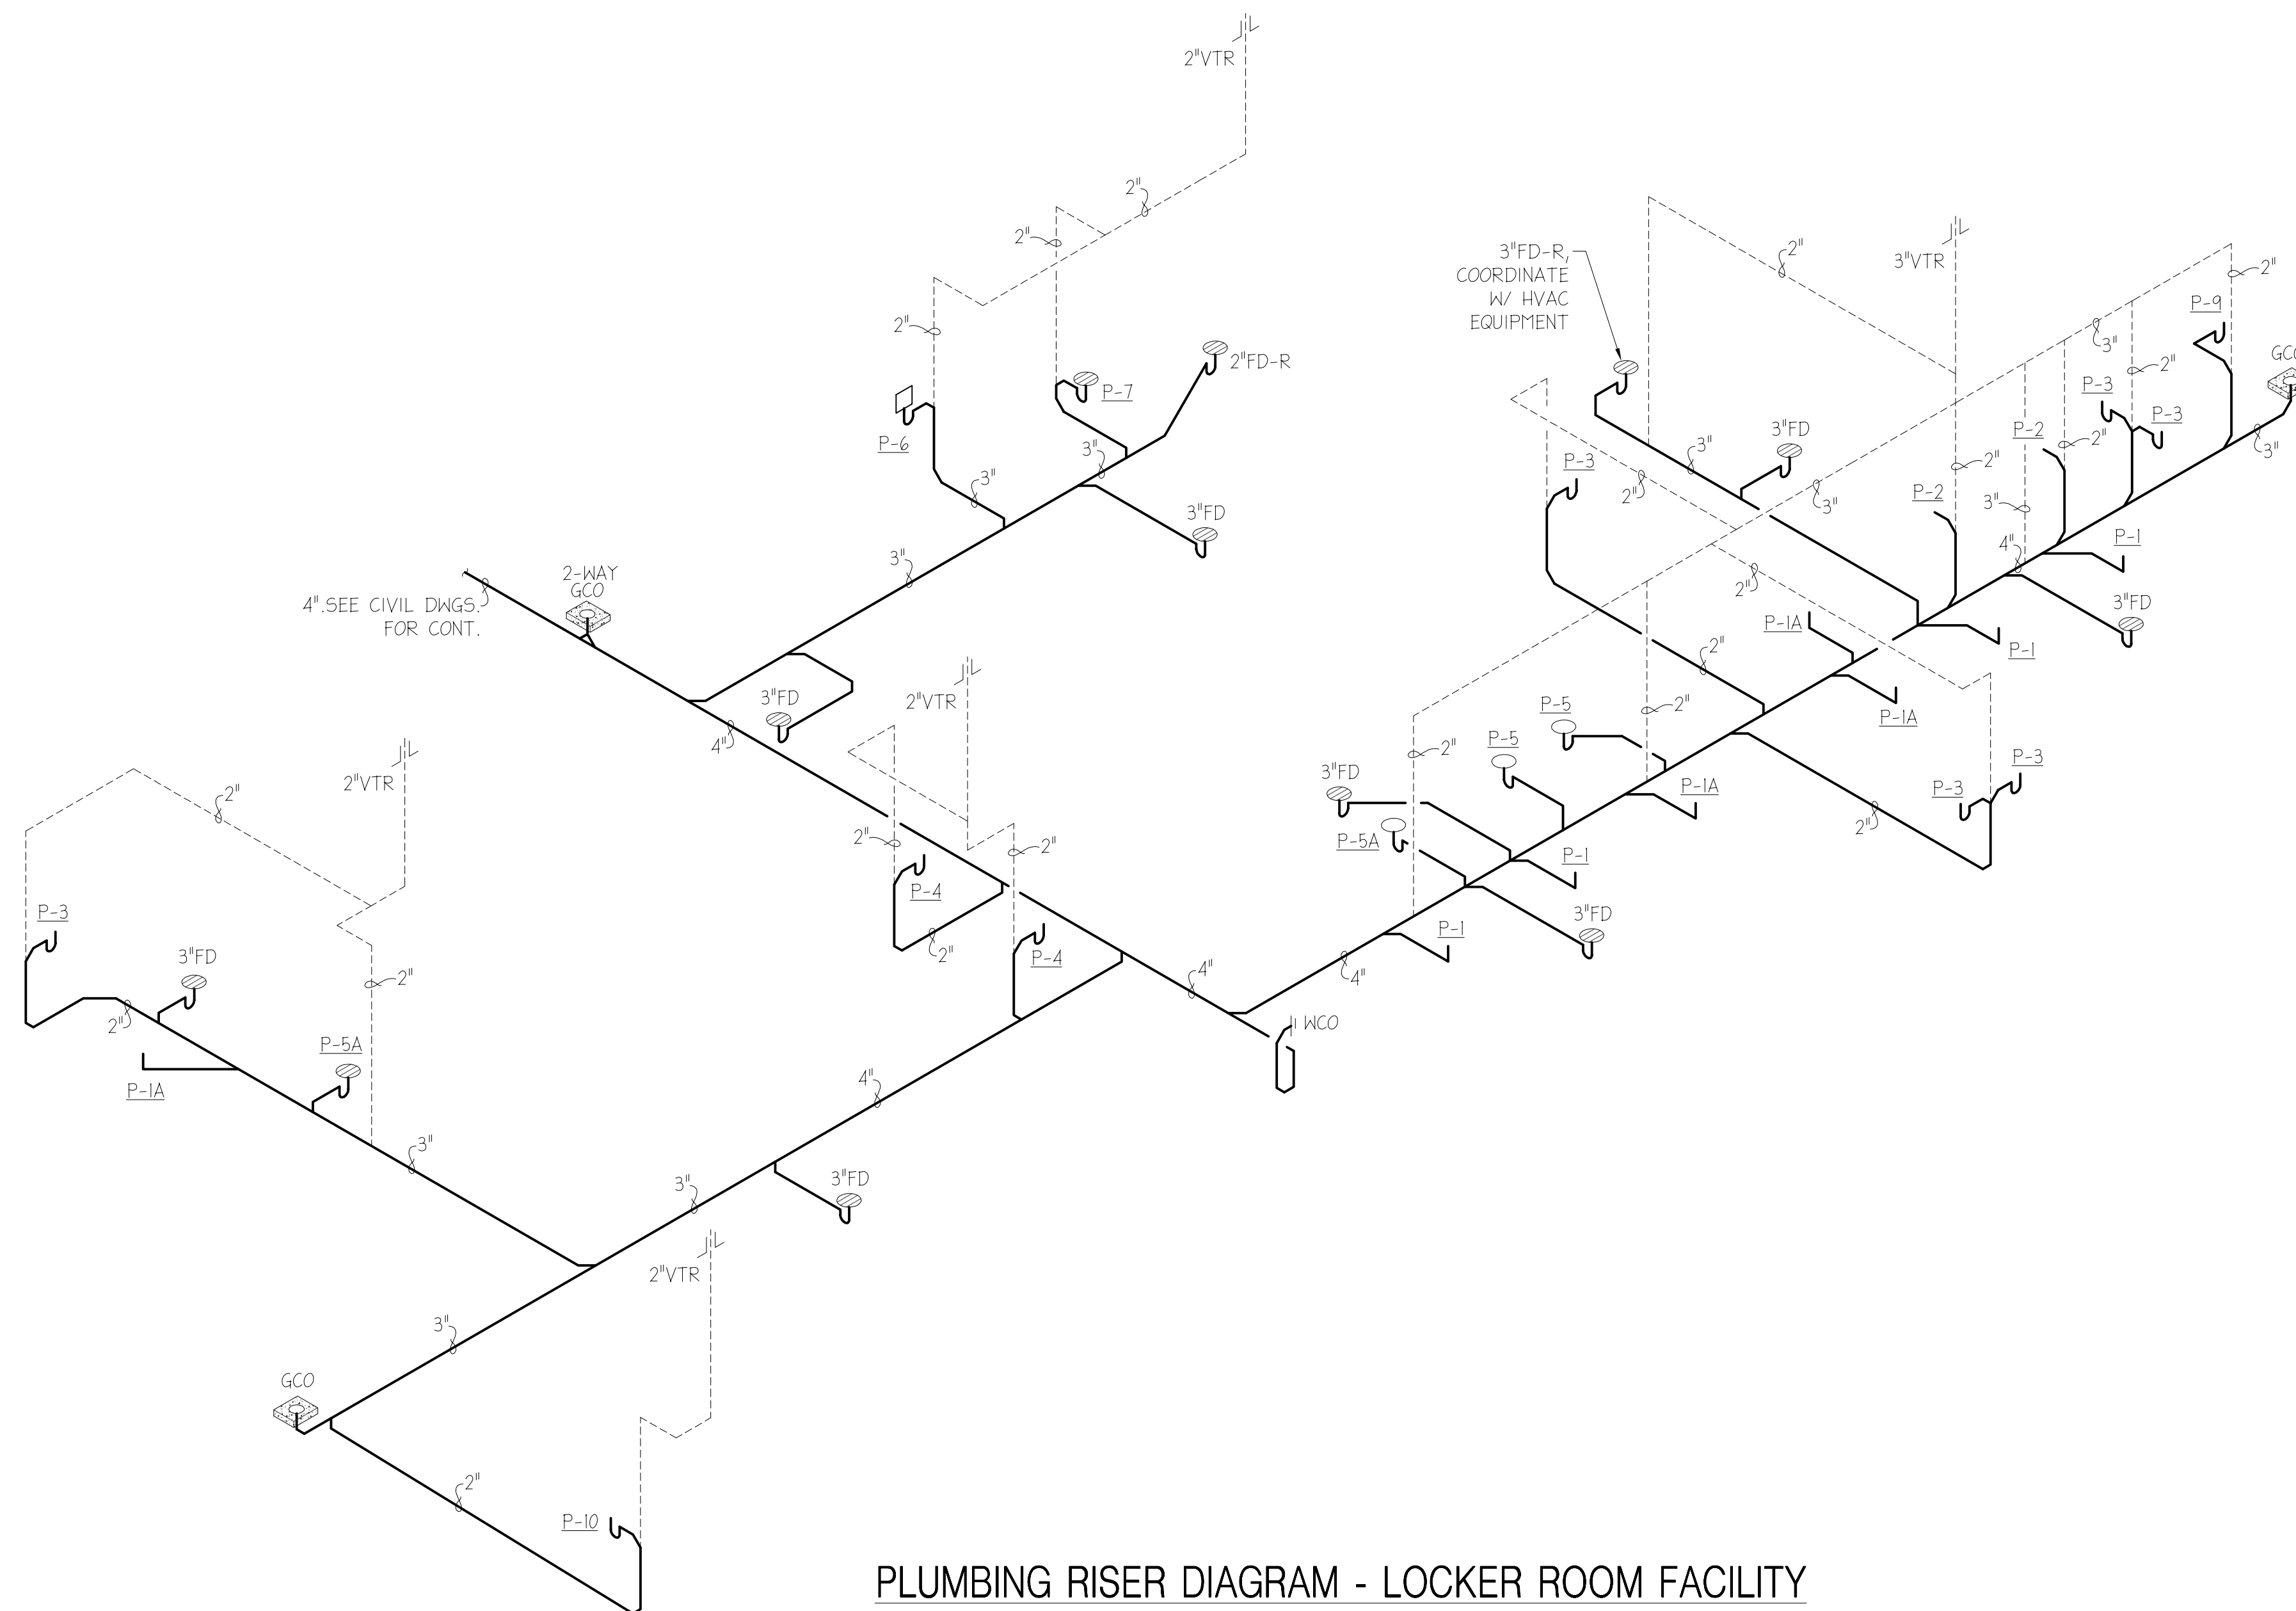 2"VTR
2"
2"
2"
3"FD-R,
COORDINATE
W/ HVAC
EQUIPMENT
2"
3"VTR
2"
P-9
3"
2"FD-R
P-7
P-6
3"
3"
3"FD
3"
2-WAY
GCO
4".SEE CIVIL DWGS.
FOR CONT.
3"FD
4"
2"VTR
2"
2"
P-4
P-4
2"
4"
4"
WCO
3"
3"FD
P-3
2"
3"
2"
P-2
3"
P-2
2"
2"
P-3
P-3
2"
3"
4"
P-1
3"FD
P-1
P-1A
P-1A
2"
2"
2"
P-5
P-5
3"FD
P-5A
2"
P-1A
P-3
P-3
2"
P-1
3"FD
P-1
4"
2"VTR
2"
P-3
3"FD
2"
P-1A
P-5A
2"
3"
3"
3"FD
2"VTR
3"
GCO
2"
P-10
PLUMBING RISER DIAGRAM - LOCKER ROOM FACILITY